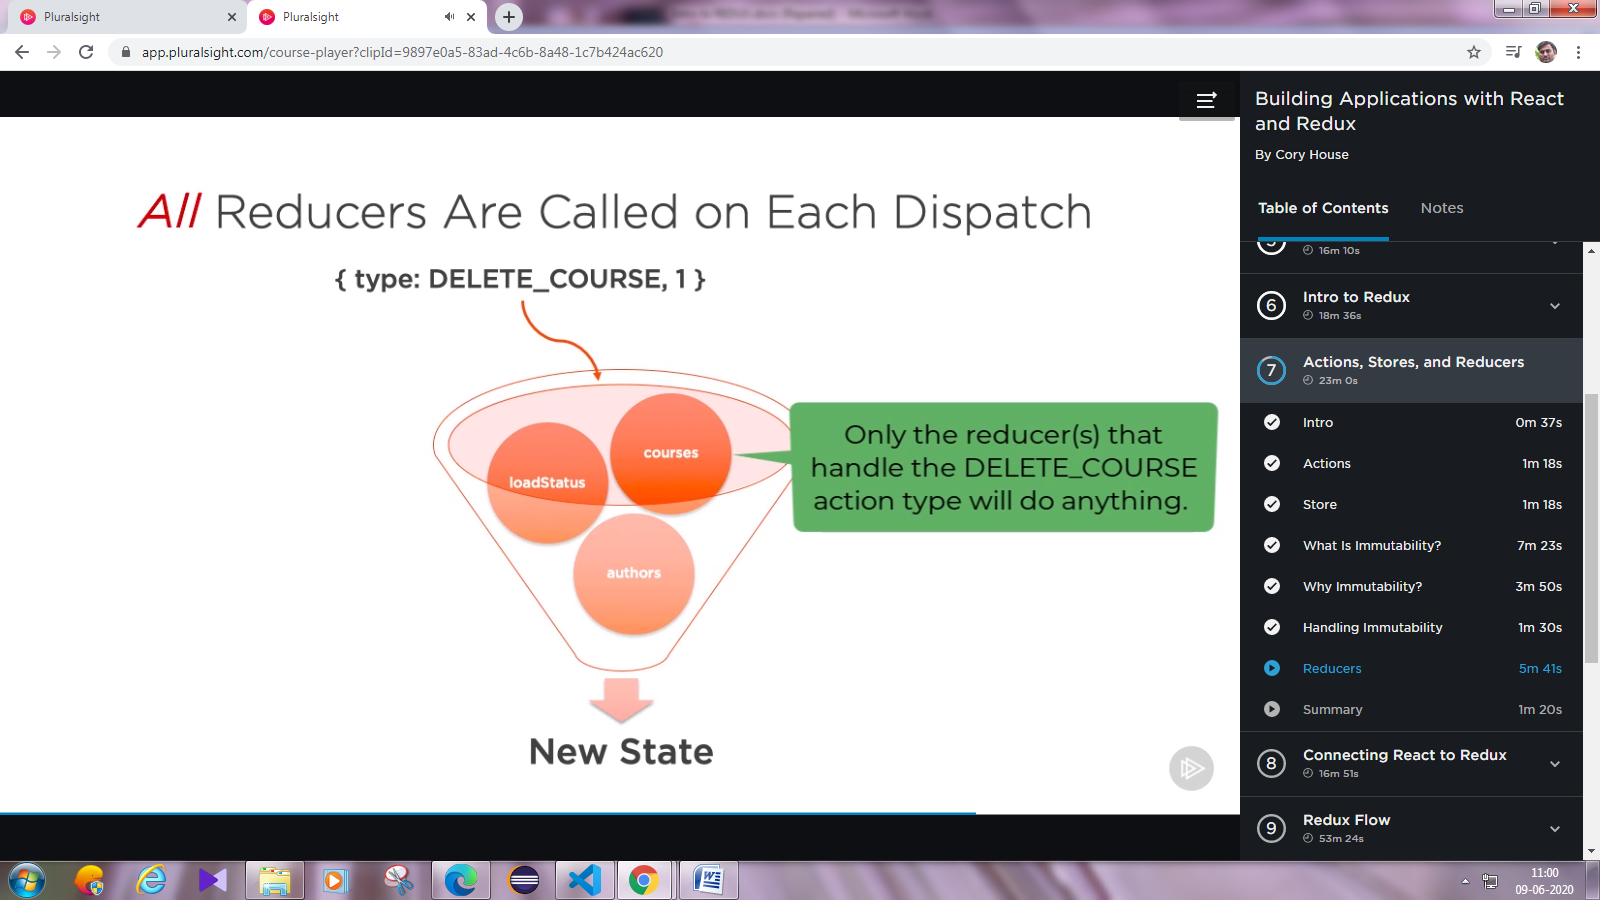 Pluralsight
Pluralsight
app.pluralsight.com/course-player?clipId=9897e0a5-83ad-4c6b-8a48-1c7b424ac620
All Reducers Are Called on Each Dispatch
{ type: DELETE_COURSE, 1 }
loadStatus
courses
authors
Only the reducer(s) that
handle the DELETE_COURSE
action type will do anything.
New State
Building Applications with React
and Redux
By Cory House
Table of Contents
Notes
16m 10s
6
Intro to Redux
18m 36s
7
Actions, Stores, and Reducers
23m 0s
Intro 0m 37s
Actions 1m 18s
Store 1m 18s
What Is Immutability? 7m 23s
Why Immutability? 3m 50s
Handling Immutability 1m 30s
Reducers 5m 41s
Summary 1m 20s
8
Connecting React to Redux
16m 51s
9
Redux Flow
53m 24s
11:00
09-06-2020